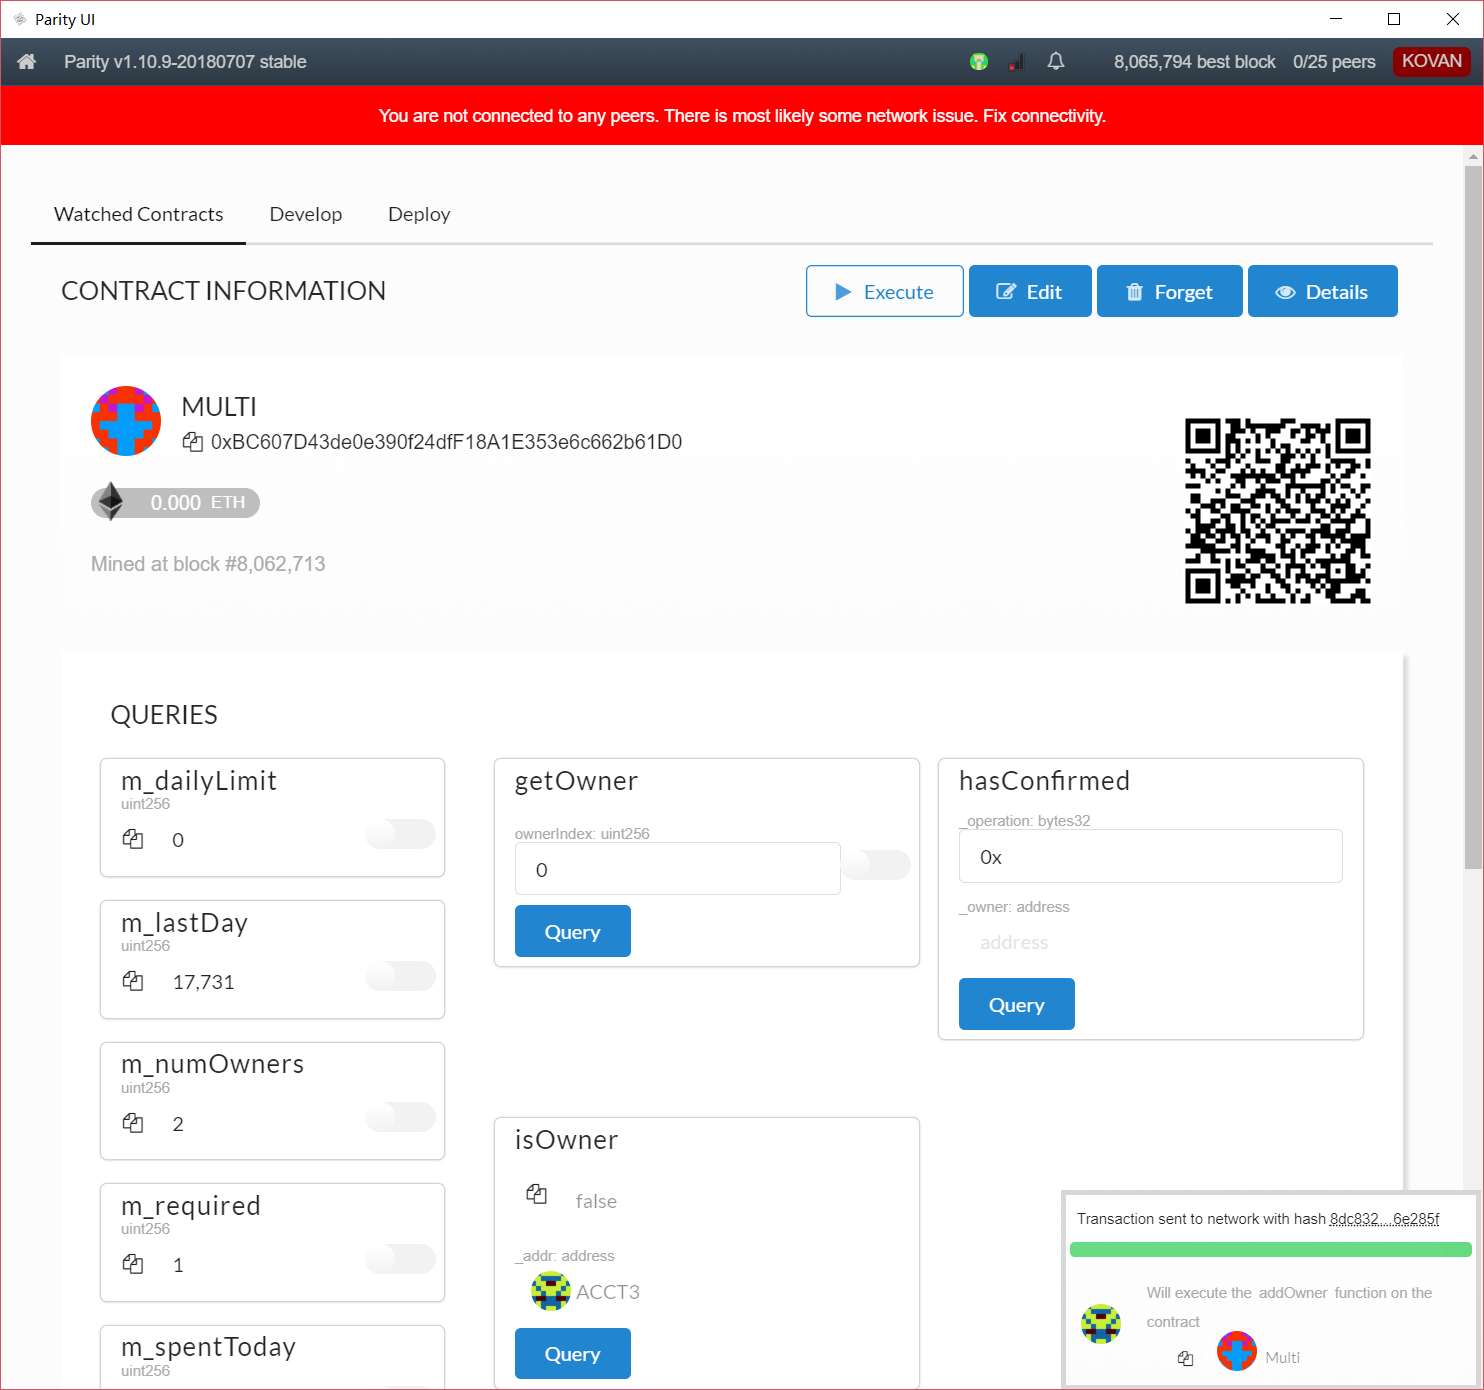 Parity UI
Parity v1.10.9-20180707 stable
8,065,794 best block
0/25 peers
KOVAN
You are not connected to any peers. There is most likely some network issue. Fix connectivity.
Watched Contracts
Develop
Deploy
CONTRACT INFORMATION
Execute
Edit
Forget
Details
MULTI
0xBC607D43de0e390f24dfF18A1E353e6c662b61D0
0.000 ETH
Mined at block #8,062,713
QUERIES
m_dailyLimit
uint256
0
m_lastDay
uint256
17,731
m_numOwners
uint256
2
m_required
uint256
1
m_spentToday
uint256
getOwner
ownerIndex: uint256
0
Query
isOwner
false
_addr: address
ACCT3
Query
hasConfirmed
_operation: bytes32
0x
_owner: address
address
Query
Transaction sent to network with hash 8dc832...6e285f
Will execute the addOwner function on the
contract
Multi